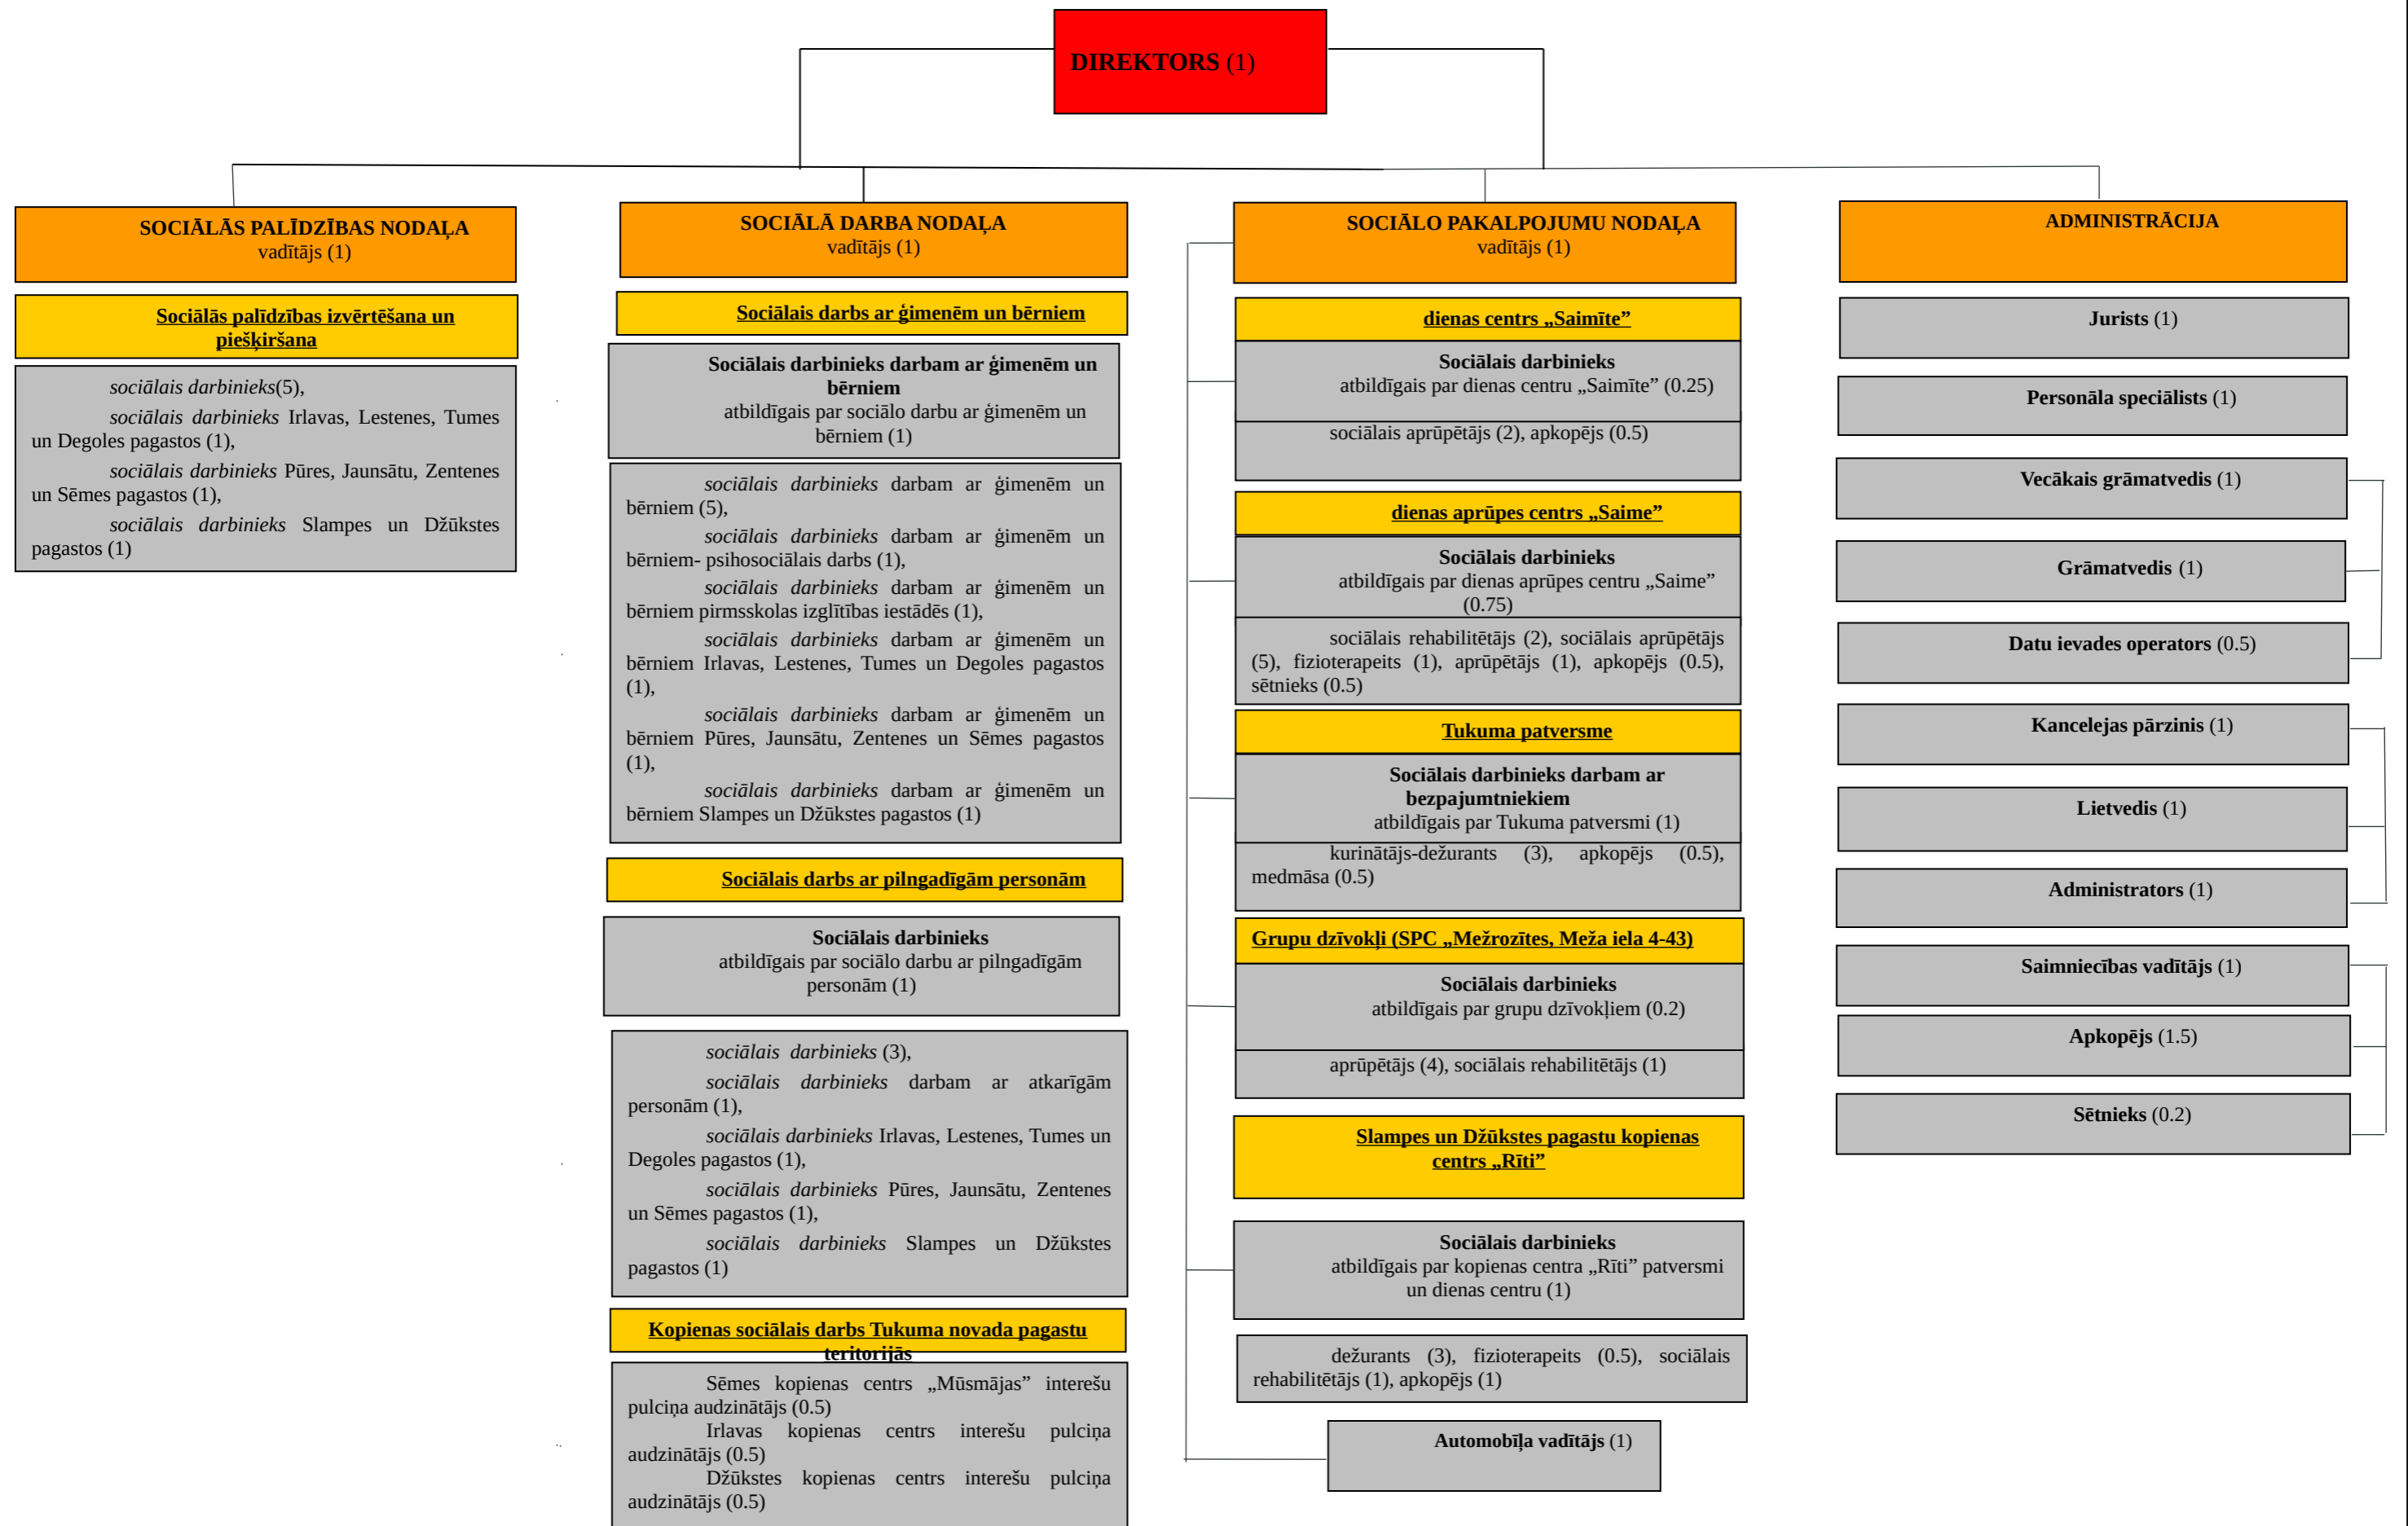 DIREKTORS (1)
SOCIĀLĀS PALĪDZĪBAS NODAĻA
vadītājs (1)
Sociālās palīdzības izvērtēšana un
piešķiršana
sociālais darbinieks(5),
sociālais darbinieks Irlavas, Lestenes, Tumes
un Degoles pagastos (1),
sociālais darbinieks Pūres, Jaunsātu, Zentenes
un Sēmes pagastos (1),
sociālais darbinieks Slampes un Džūkstes
pagastos (1)
SOCIĀLĀ DARBA NODAĻA
vadītājs (1)
Sociālais darbs ar ģimenēm un bērniem
Sociālais darbinieks darbam ar ģimenēm un
bērniem
atbildīgais par sociālo darbu ar ģimenēm un
bērniem (1)
sociālais darbinieks darbam ar ģimenēm un
bērniem (5),
sociālais darbinieks darbam ar ģimenēm un
bērniem- psihosociālais darbs (1),
sociālais darbinieks darbam ar ģimenēm un
bērniem pirmsskolas izglītības iestādēs (1),
sociālais darbinieks darbam ar ģimenēm un
bērniem Irlavas, Lestenes, Tumes un Degoles pagastos
(1),
sociālais darbinieks darbam ar ģimenēm un
bērniem Pūres, Jaunsātu, Zentenes un Sēmes pagastos
(1),
sociālais darbinieks darbam ar ģimenēm un
bērniem Slampes un Džūkstes pagastos (1)
Sociālais darbs ar pilngadīgām personām
Sociālais darbinieks
atbildīgais par sociālo darbu ar pilngadīgām
personām (1)
sociālais darbinieks (3),
sociālais darbinieks darbam ar atkarīgām
personām (1),
sociālais darbinieks Irlavas, Lestenes, Tumes un
Degoles pagastos (1),
sociālais darbinieks Pūres, Jaunsātu, Zentenes
un Sēmes pagastos (1),
sociālais darbinieks Slampes un Džūkstes
pagastos (1)
Kopienas sociālais darbs Tukuma novada pagastu
teritorijās
Sēmes kopienas centrs „Mūsmājas” interešu
pulciņa audzinātājs (0.5)
Irlavas kopienas centrs interešu pulciņa
audzinātājs (0.5)
Džūkstes kopienas centrs interešu pulciņa
audzinātājs (0.5)
SOCIĀLO PAKALPOJUMU NODAĻA
vadītājs (1)
dienas centrs „Saimīte”
Sociālais darbinieks
atbildīgais par dienas centru „Saimīte” (0.25)
sociālais aprūpētājs (2), apkopējs (0.5)
dienas aprūpes centrs „Saime”
Sociālais darbinieks
atbildīgais par dienas aprūpes centru „Saime”
(0.75)
sociālais rehabilitētājs (2), sociālais aprūpētājs
(5), fizioterapeits (1), aprūpētājs (1), apkopējs (0.5),
sētnieks (0.5)
Tukuma patversme
Sociālais darbinieks darbam ar
bezpajumtniekiem
atbildīgais par Tukuma patversmi (1)
kurinātājs-dežurants (3), apkopējs (0.5),
medmāsa (0.5)
Grupu dzīvokļi (SPC „Mežrozītes, Meža iela 4-43)
Sociālais darbinieks
atbildīgais par grupu dzīvokļiem (0.2)
aprūpētājs (4), sociālais rehabilitētājs (1)
Slampes un Džūkstes pagastu kopienas
centrs „Rīti”
Sociālais darbinieks
atbildīgais par kopienas centra „Rīti” patversmi
un dienas centru (1)
dežurants (3), fizioterapeits (0.5), sociālais
rehabilitētājs (1), apkopējs (1)
Automobīļa vadītājs (1)
ADMINISTRĀCIJA
Jurists (1)
Personāla speciālists (1)
Vecākais grāmatvedis (1)
Grāmatvedis (1)
Datu ievades operators (0.5)
Kancelejas pārzinis (1)
Lietvedis (1)
Administrators (1)
Saimniecības vadītājs (1)
Apkopējs (1.5)
Sētnieks (0.2)